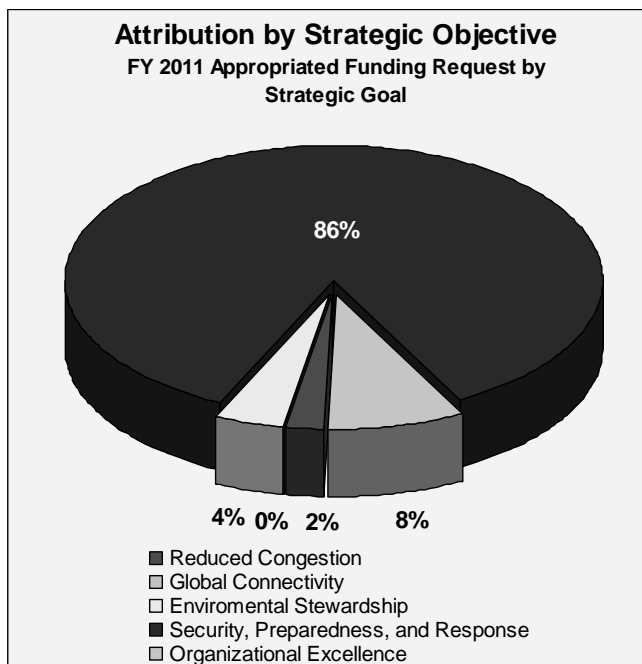 Attribution by Strategic Objective
FY 2011 Appropriated Funding Request by
Strategic Goal
86%
4%
0%
2%
8%
Reduced Congestion
Global Connectivity
Enviromental Stewardship
Security, Preparedness, and Response
Organizational Excellence